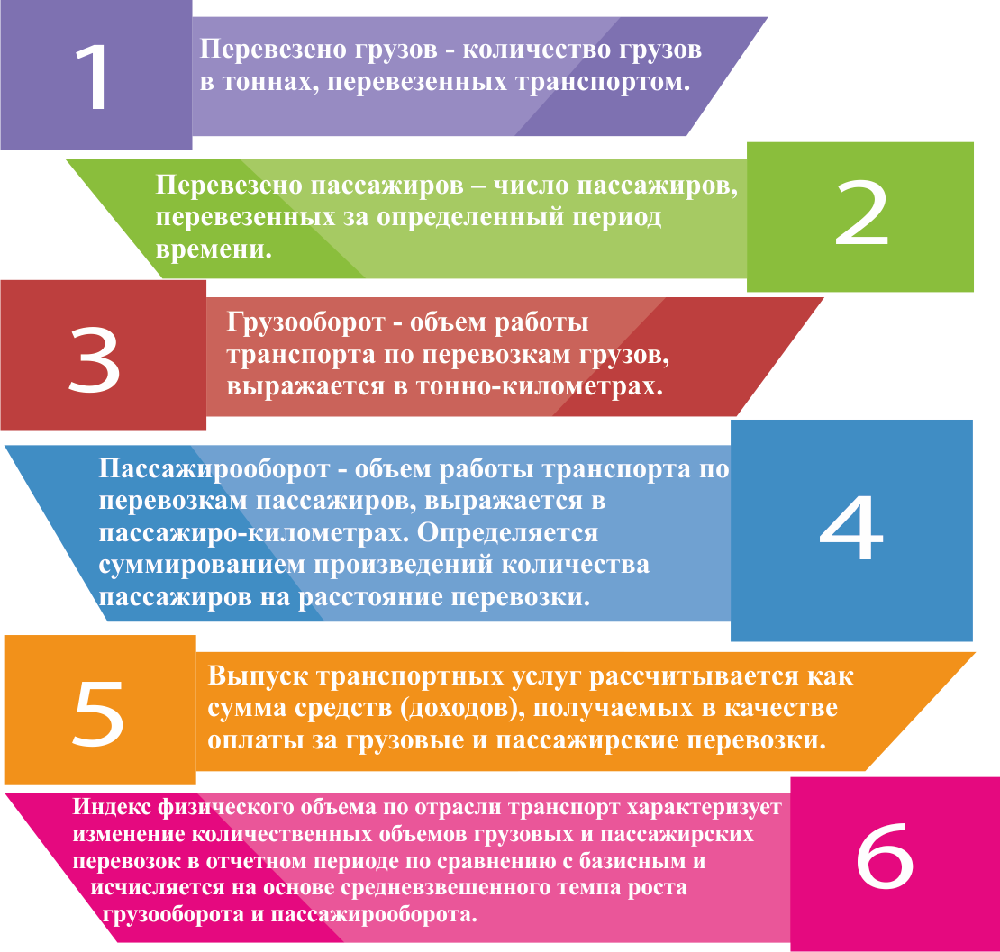 1
Перевезено грузов - количество грузов
в тоннах, перевезенных транспортом.
Перевезено пассажиров – число пассажиров,
перевезенных за определенный период
времени.
2
3
Грузооборот - объем работы
транспорта по перевозкам грузов,
выражается в тонно-километрах.
Пассажирооборот - объем работы транспорта по
перевозкам пассажиров, выражается в
пассажиро-километрах. Определяется
суммированием произведений количества
пассажиров на расстояние перевозки.
4
5
Выпуск транспортных услуг рассчитывается как
сумма средств (доходов), получаемых в качестве
оплаты за грузовые и пассажирские перевозки.
Индекс физического объема по отрасли транспорт характеризует
изменение количественных объемов грузовых и пассажирских
перевозок в отчетном периоде по сравнению с базисным и
исчисляется на основе средневзвешенного темпа роста
грузооборота и пассажирооборота.
6